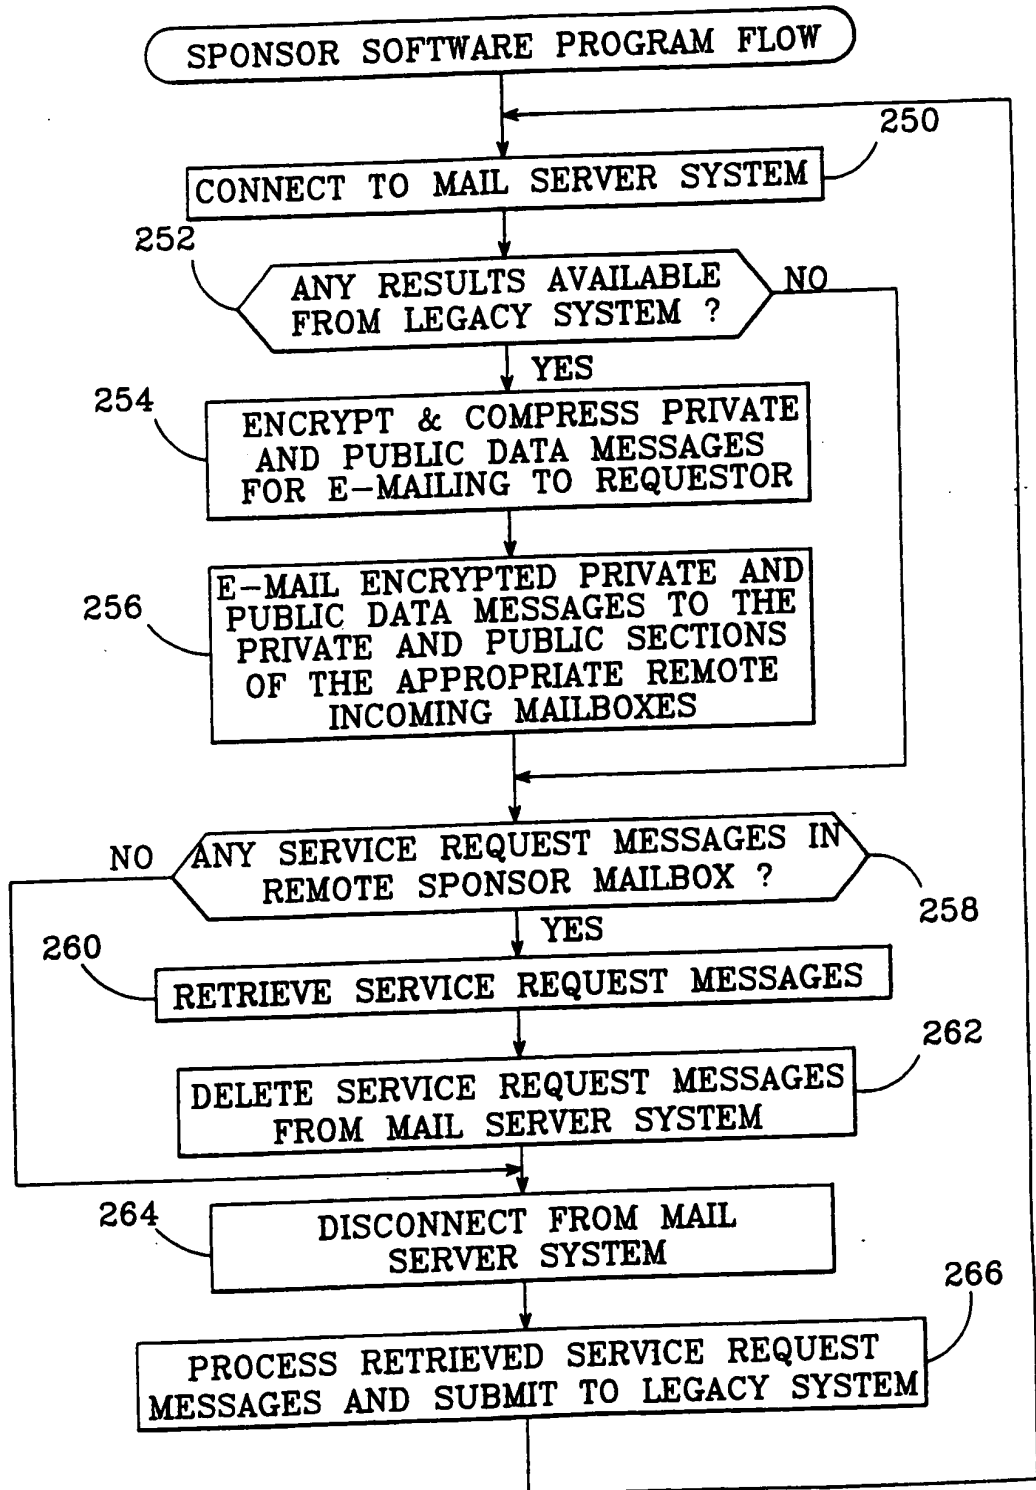 SPONSOR SOFTWARE PROGRAM FLOW
250
CONNECT TO MAIL SERVER SYSTEM
252
ANY RESULTS AVAILABLE
FROM LEGACY SYSTEM ?
NO
YES
254
ENCRYPT & COMPRESS PRIVATE
AND PUBLIC DATA MESSAGES
FOR E-MAILING TO REQUESTOR
256
E-MAIL ENCRYPTED PRIVATE AND
PUBLIC DATA MESSAGES TO THE
PRIVATE AND PUBLIC SECTIONS
OF THE APPROPRIATE REMOTE
INCOMING MAILBOXES
NO
ANY SERVICE REQUEST MESSAGES IN
REMOTE SPONSOR MAILBOX ?
258
YES
260
RETRIEVE SERVICE REQUEST MESSAGES
262
DELETE SERVICE REQUEST MESSAGES
FROM MAIL SERVER SYSTEM
264
DISCONNECT FROM MAIL
SERVER SYSTEM
266
PROCESS RETRIEVED SERVICE REQUEST
MESSAGES AND SUBMIT TO LEGACY SYSTEM